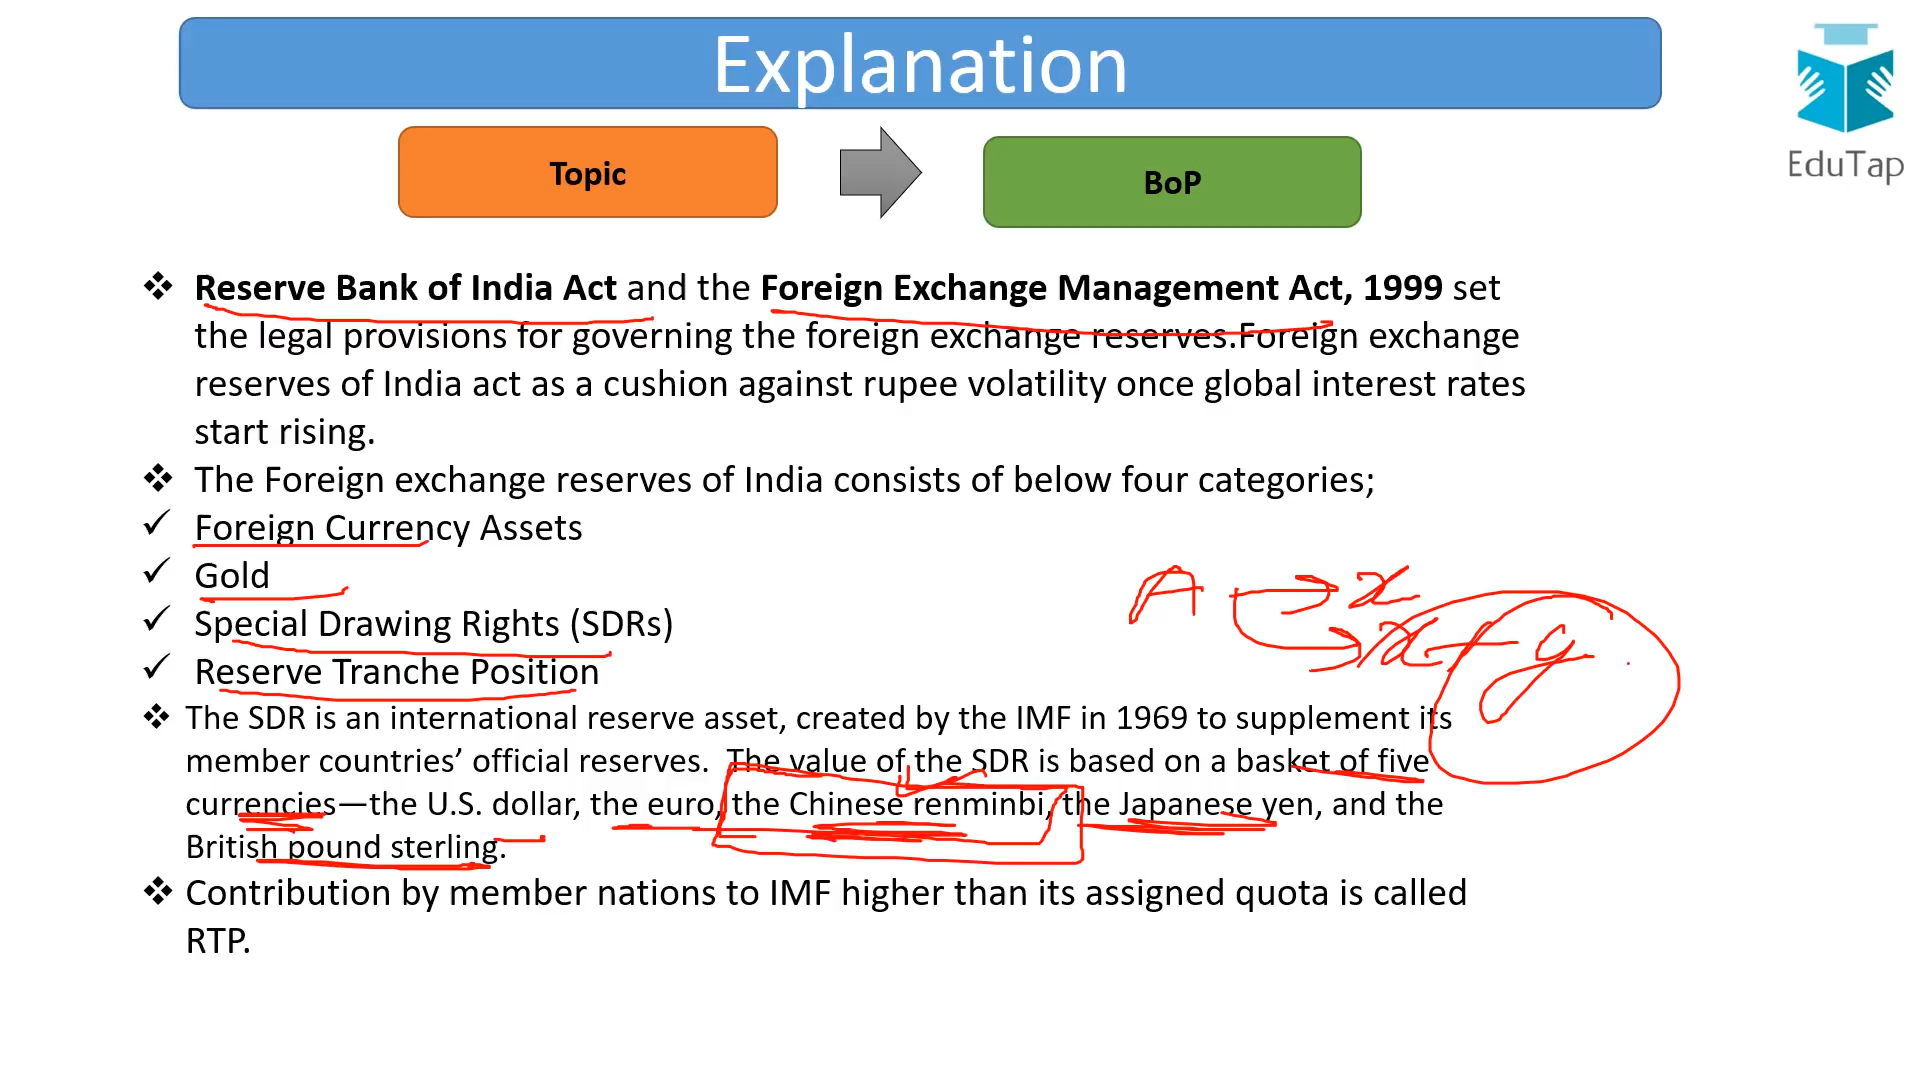 Explanation
EduTap
Topic
BoP
❖ Reserve Bank of India Act and the Foreign Exchange Management Act, 1999 set
the legal provisions for governing the foreign exchange reserves.Foreign exchange
reserves of India act as a cushion against rupee volatility once global interest rates
start rising.
❖ The Foreign exchange reserves of India consists of below four categories;
✓ Foreign Currency Assets
✓ Gold
✓ Special Drawing Rights (SDRs)
✓ Reserve Tranche Position
A → x
→ x + y
❖ The SDR is an international reserve asset, created by the IMF in 1969 to supplement its
member countries’ official reserves. The value of the SDR is based on a basket of five
currencies—the U.S. dollar, the euro, the Chinese renminbi, the Japanese yen, and the
British pound sterling.
❖ Contribution by member nations to IMF higher than its assigned quota is called
RTP.